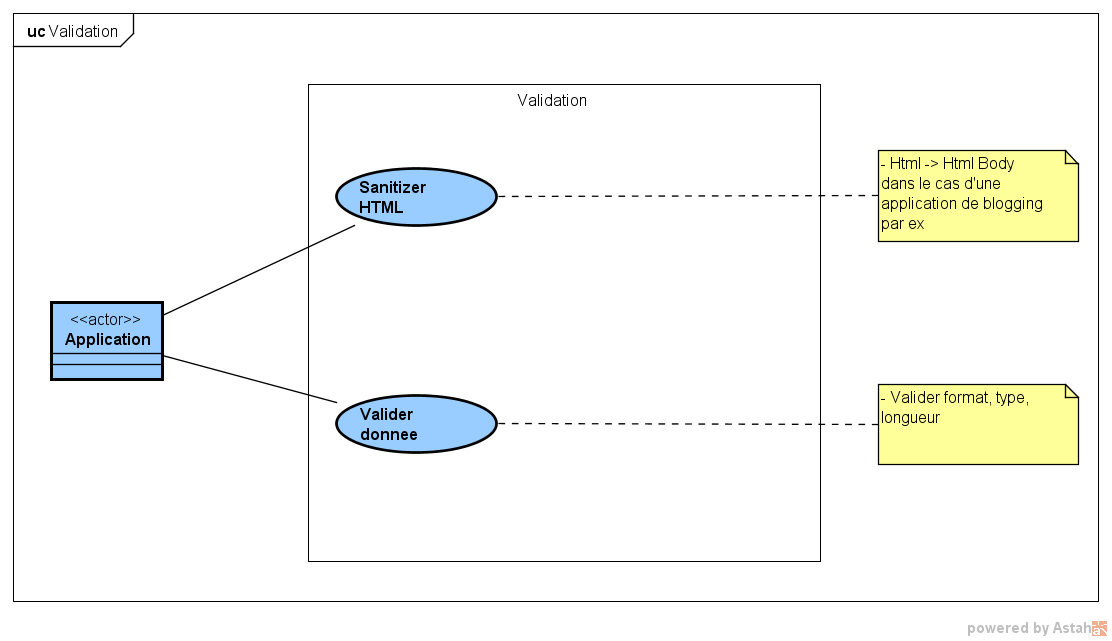 uc Validation
Validation
- Html -> Html Body
dans le cas d'une
application de blogging
par ex
Sanitizer
HTML
<<actor>>
Application
Valider
donnee
- Valider format, type,
longueur
powered by Astah